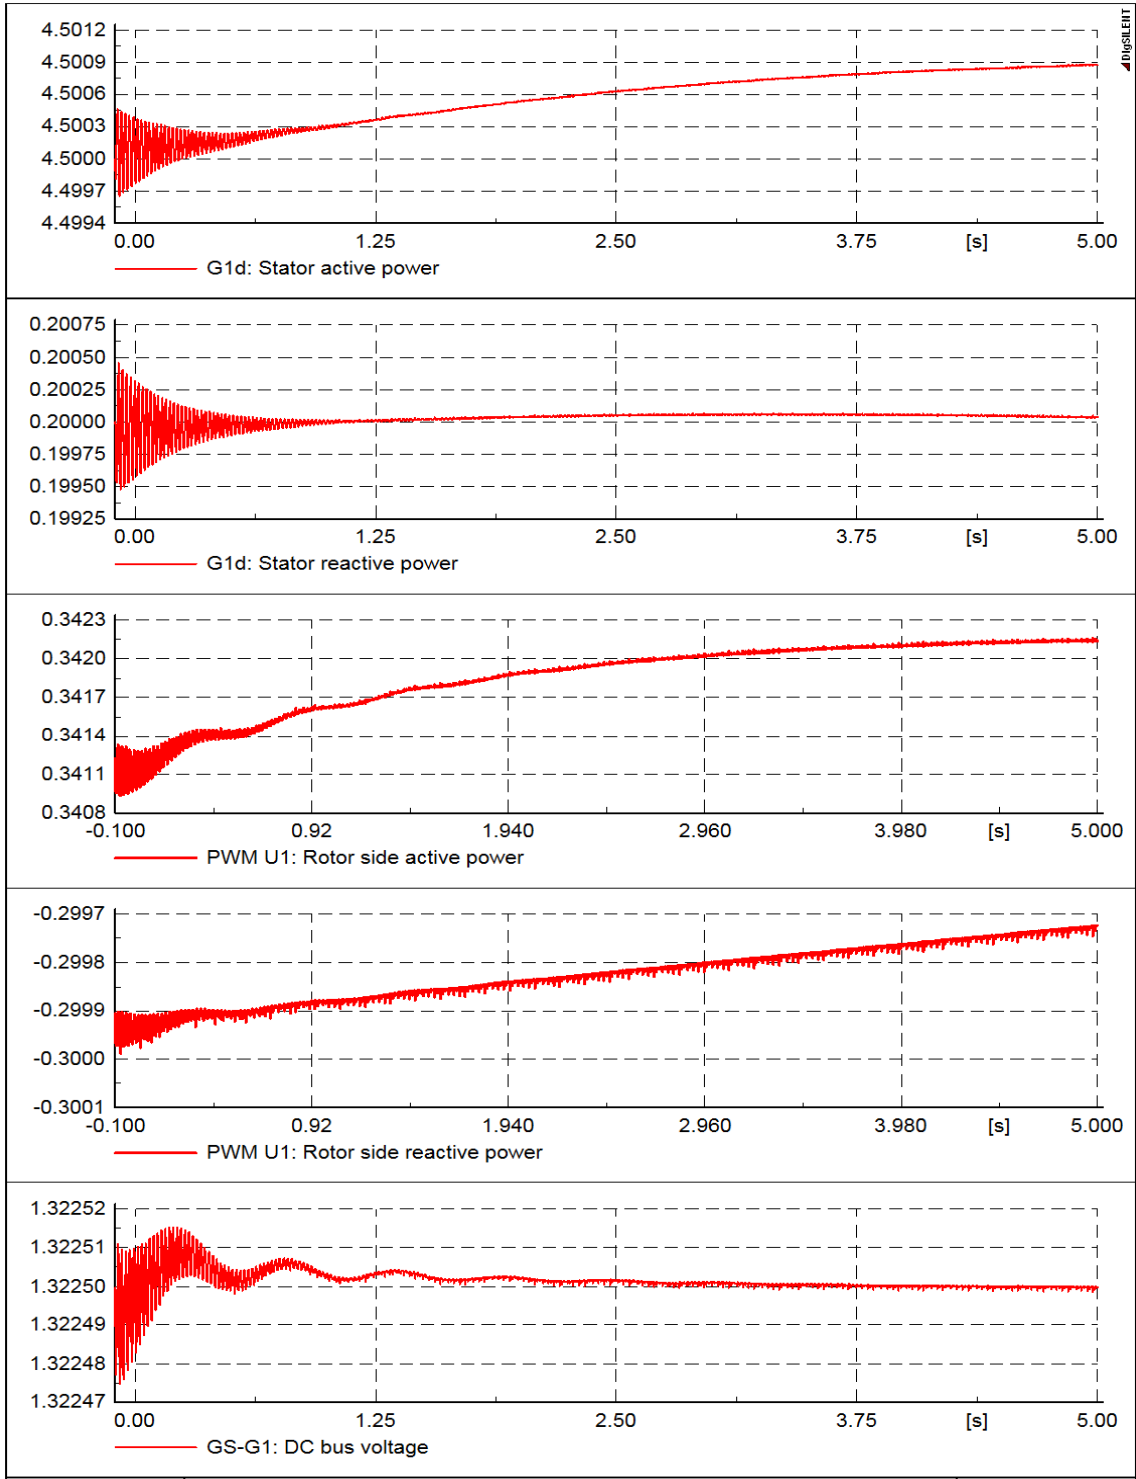 DIgSILENT
4.5012
4.5009
4.5006
4.5003
4.5000
4.4997
4.4994
0.00 1.25 2.50 3.75 [s] 5.00
G1d: Stator active power
0.20075
0.20050
0.20025
0.20000
0.19975
0.19950
0.19925
0.00 1.25 2.50 3.75 [s] 5.00
G1d: Stator reactive power
0.3423
0.3420
0.3417
0.3414
0.3411
0.3408
-0.100 0.92 1.940 2.960 3.980 [s] 5.000
PWM U1: Rotor side active power
-0.2997
-0.2998
-0.2999
-0.3000
-0.3001
-0.100 0.92 1.940 2.960 3.980 [s] 5.000
PWM U1: Rotor side reactive power
1.32252
1.32251
1.32250
1.32249
1.32248
1.32247
0.00 1.25 2.50 3.75 [s] 5.00
GS-G1: DC bus voltage